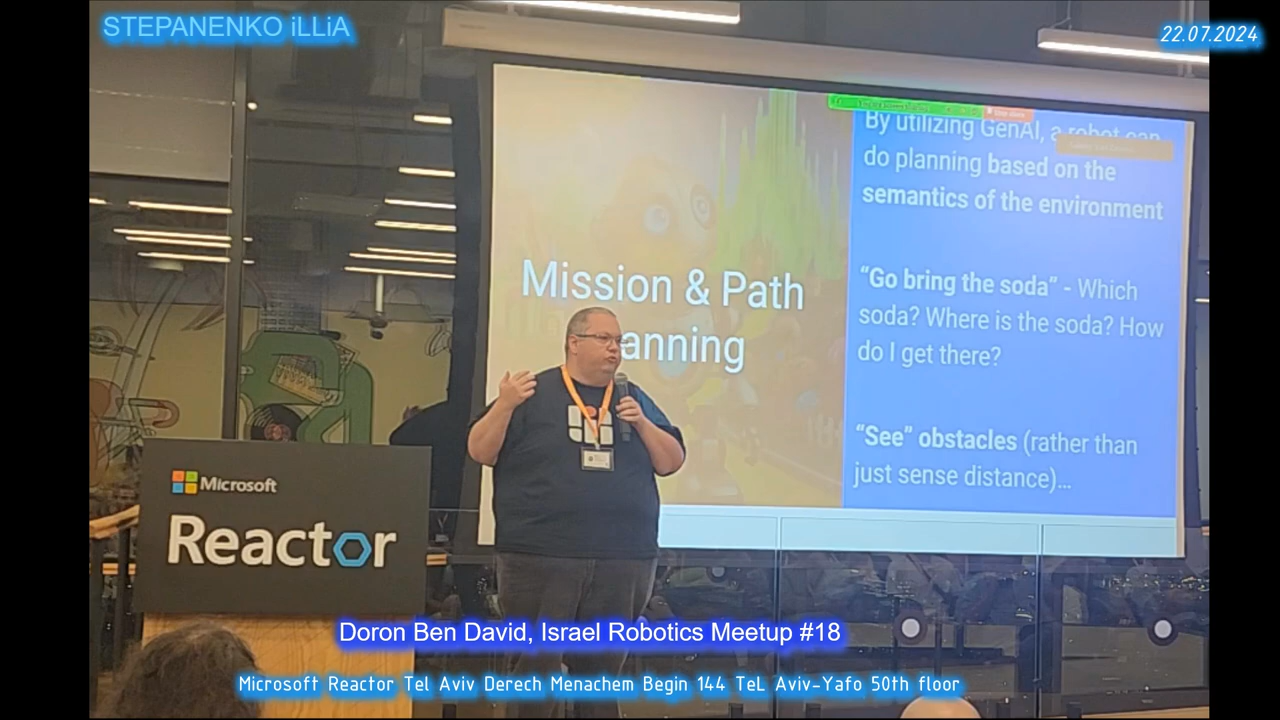 STEPANENKO iLLiA
22.07.2024
By utilizing GenAI, a robot can
do planning based on the
semantics of the environment
Mission & Path
anning
“Go bring the soda” - Which
soda? Where is the soda? How
do I get there?
“See” obstacles (rather than
just sense distance)...
Microsoft
Reactor
Doron Ben David, Israel Robotics Meetup #18
Microsoft Reactor Tel Aviv Derech Menachem Begin 144 TeL Aviv-Yafo 50th floor